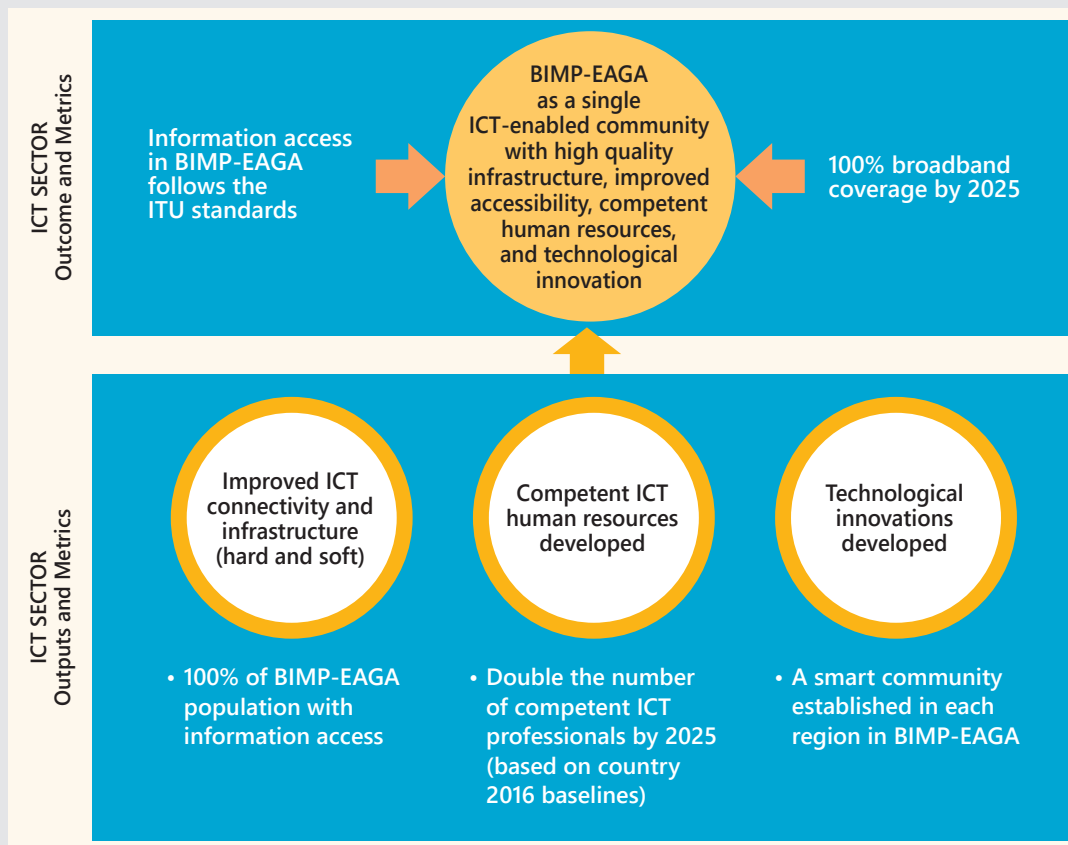 ICT SECTOR
Outcome and Metrics
Information access
in BIMP-EAGA
follows the
ITU standards
BIMP-EAGA
as a single
ICT-enabled community
with high quality
infrastructure, improved
accessibility, competent
human resources,
and technological
innovation
100% broadband
coverage by 2025
ICT SECTOR
Outputs and Metrics
Improved ICT
connectivity and
infrastructure
(hard and soft)
• 100% of BIMP-EAGA
population with
information access
Competent ICT
human resources
developed
• Double the number
of competent ICT
professionals by 2025
(based on country
2016 baselines)
Technological
innovations
developed
• A smart community
established in each
region in BIMP-EAGA